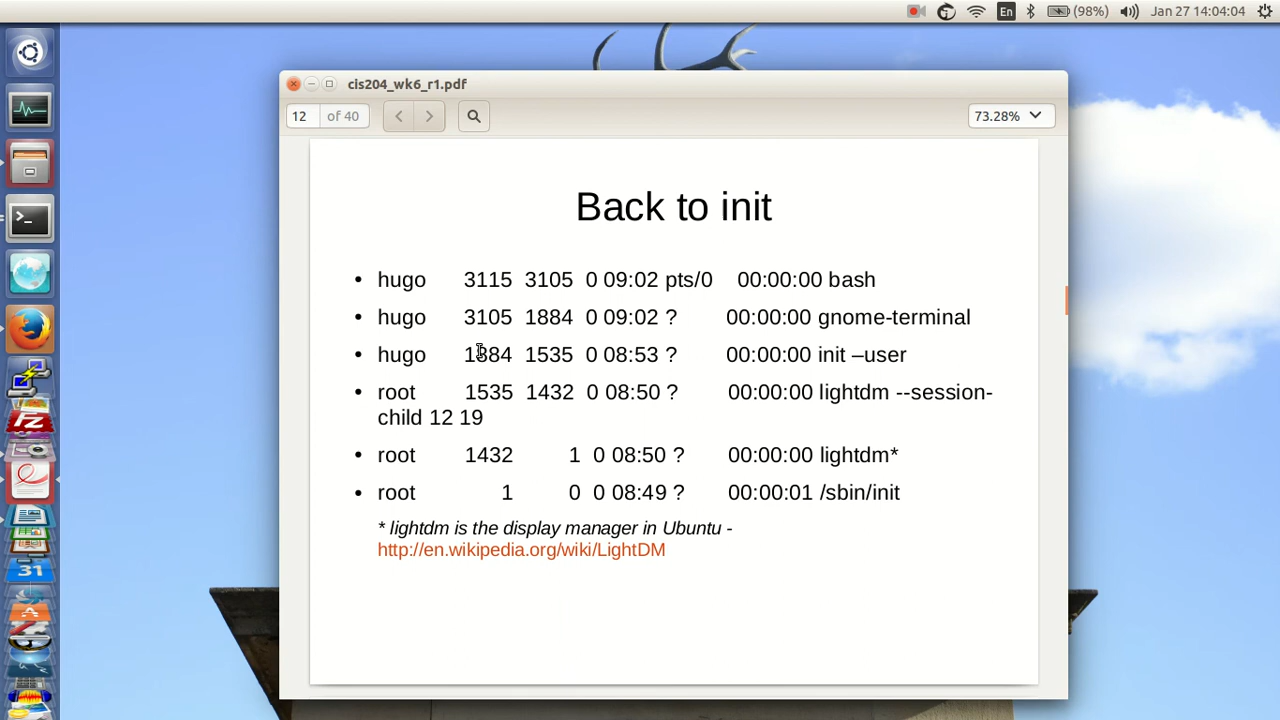 En (98%) Jan 27 14:04:04
cis204_wk6_r1.pdf
12 of 40 73.28%
Back to init
• hugo 3115 3105 0 09:02 pts/0 00:00:00 bash
• hugo 3105 1884 0 09:02 ? 00:00:00 gnome-terminal
• hugo 1884 1535 0 08:53 ? 00:00:00 init –user
• root 1535 1432 0 08:50 ? 00:00:00 lightdm --session-
child 12 19
• root 1432 1 0 08:50 ? 00:00:00 lightdm*
• root 1 0 0 08:49 ? 00:00:01 /sbin/init
* lightdm is the display manager in Ubuntu -
http://en.wikipedia.org/wiki/LightDM
>_
FZ
31
A